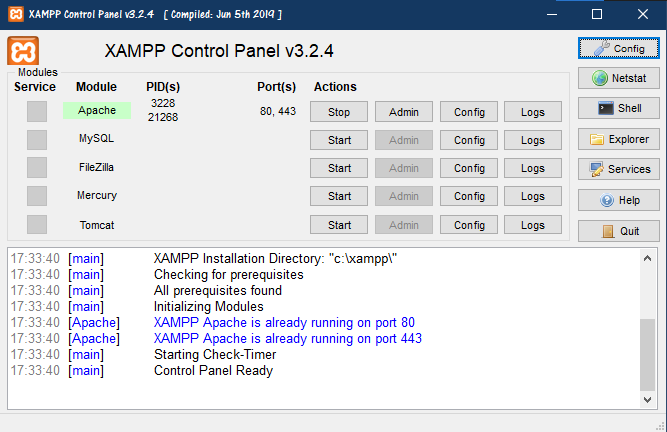 XAMPP Control Panel v3.2.4 [ Compiled: Jun 5th 2019 ]
XAMPP Control Panel v3.2.4
Config
Modules
Service Module PID(s) Port(s) Actions
Netstat
Apache 3228 21268 80, 443 Stop Admin Config Logs
Shell
MySQL Start Admin Config Logs
Explorer
FileZilla Start Admin Config Logs
Services
Mercury Start Admin Config Logs
Help
Tomcat Start Admin Config Logs
Quit
17:33:40 [main] XAMPP Installation Directory: "c:\xampp\"
17:33:40 [main] Checking for prerequisites
17:33:40 [main] All prerequisites found
17:33:40 [main] Initializing Modules
17:33:40 [Apache] XAMPP Apache is already running on port 80
17:33:40 [Apache] XAMPP Apache is already running on port 443
17:33:40 [main] Starting Check-Timer
17:33:40 [main] Control Panel Ready